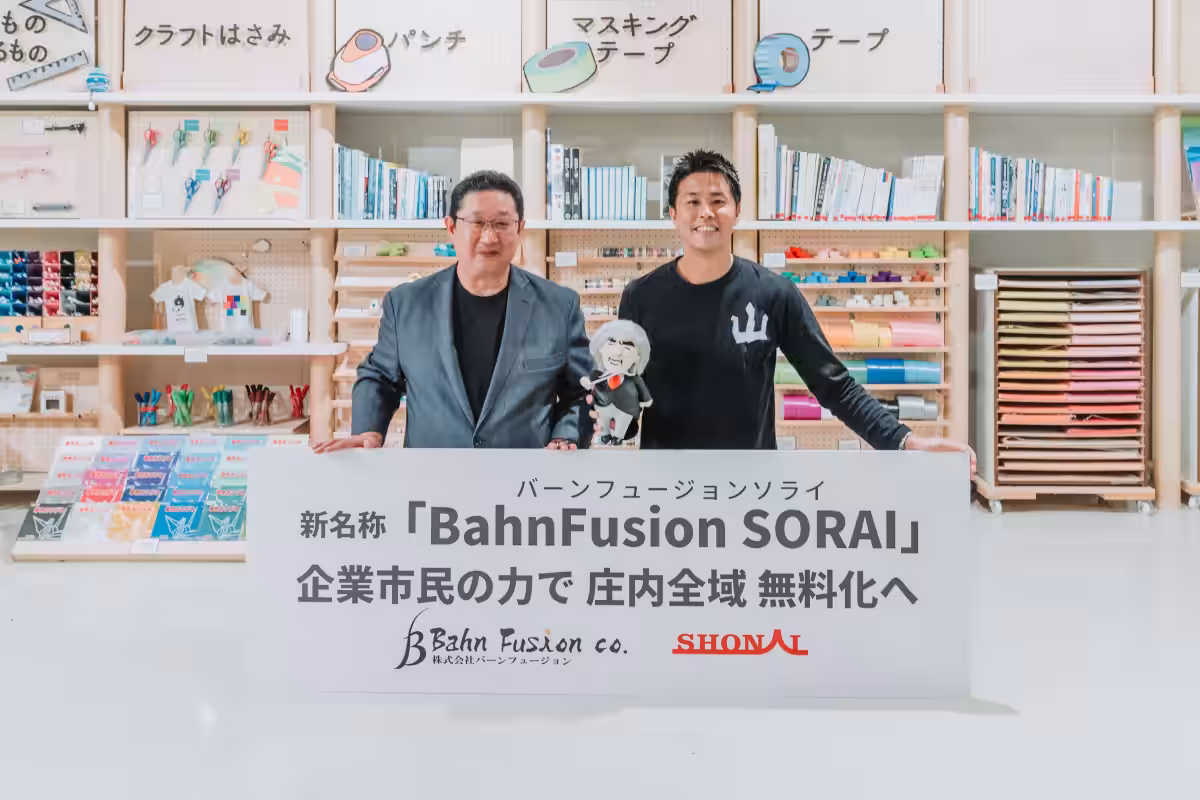 もの
るもの
クラフトはさみ
パンチ
マスキング
テープ
テープ
バーンフュージョンソライ
新名称「BahnFusion SORAI」
企業市民の力で 庄内全域 無料化へ
B Bahn Fusion co.
株式会社バーンフュージョン
SHONAI